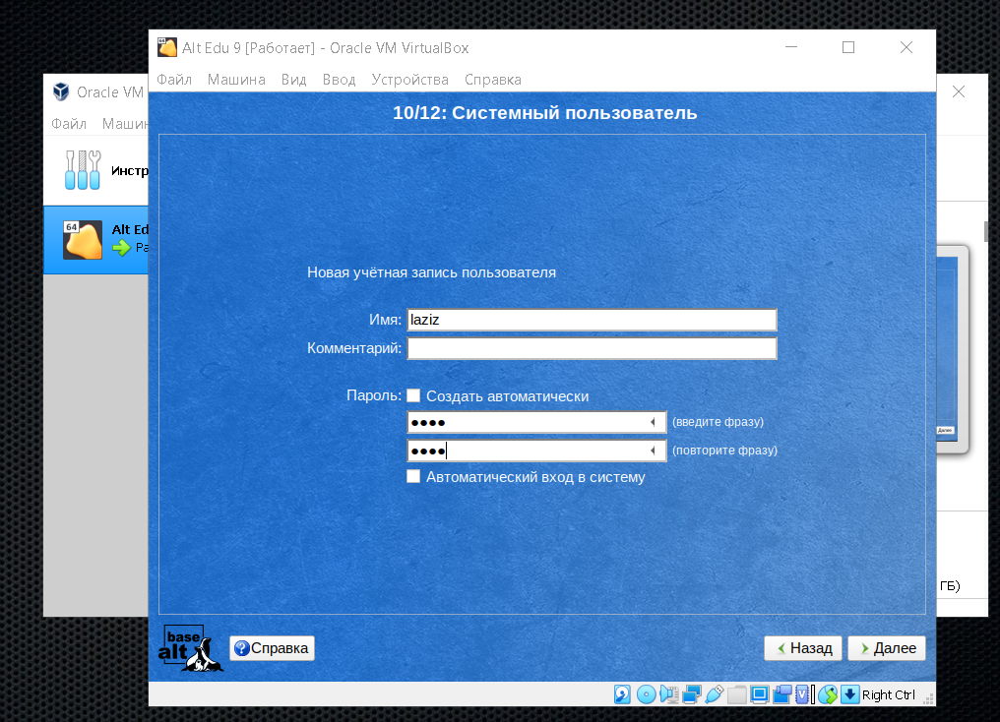 64
Alt Edu 9 [Работает] - Oracle VM VirtualBox
Файл Машина Вид Ввод Устройства Справка
Oracle VM
Файл Машин
Инстр
64
Alt Ed
Ра
10/12: Системный пользователь
Новая учётная запись пользователя
Имя: laziz
Комментарий:
Пароль: Создать автоматически
●●●● (введите фразу)
●●●● (повторите фразу)
Автоматический вход в систему
Далее
ГБ)
base
alt
?Справка
Назад
Далее
V
Right Ctrl